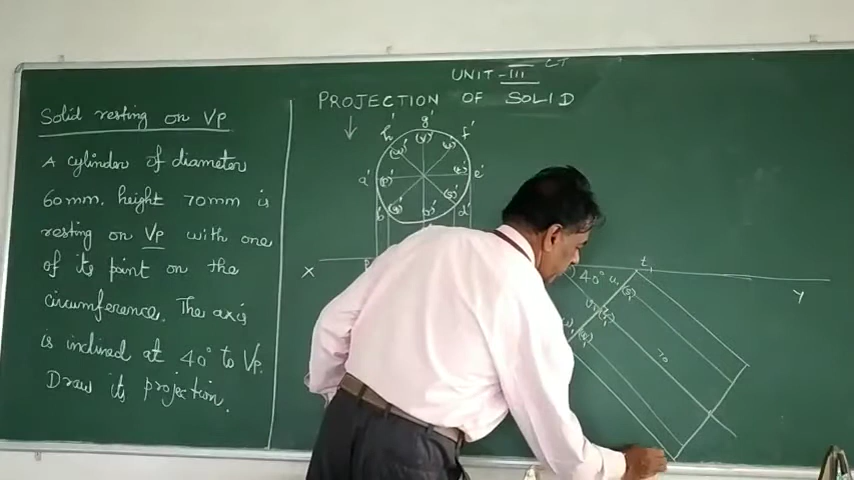 UNIT-III CT
PROJECTION OF SOLID
Solid resting on VP
A cylinder of diameter
60mm, height 70mm is
resting on VP with one
of its point on the
circumference. The axis
is inclined at 40° to VP.
Draw its projection.
g'
h' f'
a' e'
b' d'
X
40°
t,
Y
70